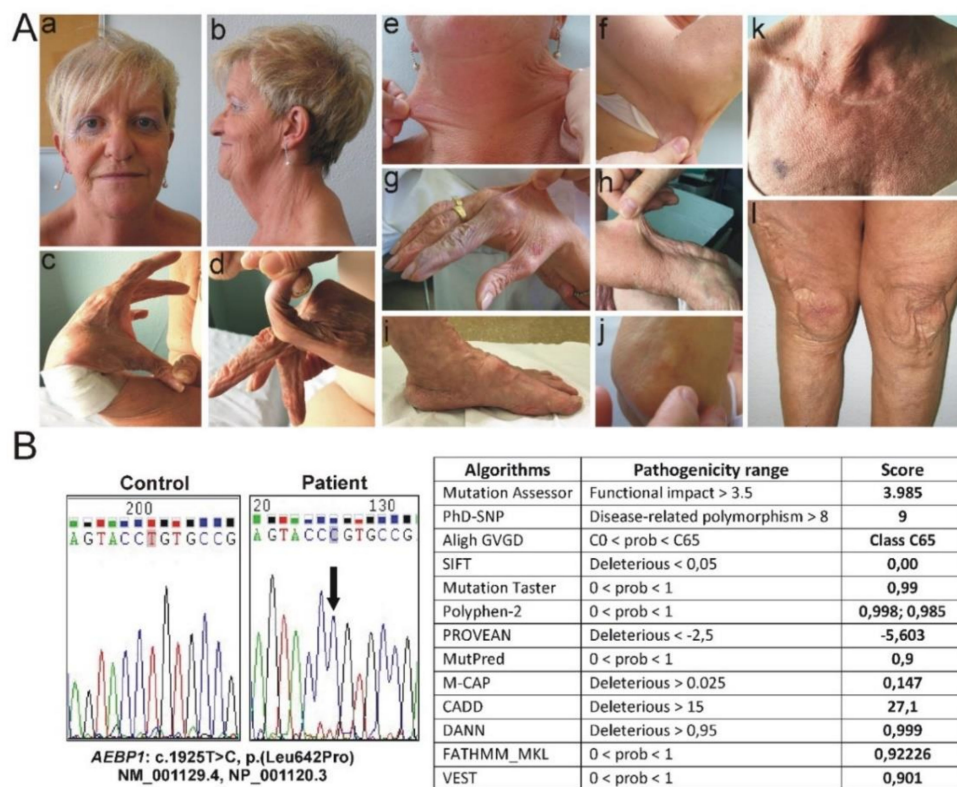 A
a
b
c
d
e
f
g
h
i
j
k
l
B
Control
Patient
200
20 130
AGTACCTGTGCCG
AGTACCCGTGCCG
AEBP1: c.1925T>C, p.(Leu642Pro)
NM_001129.4, NP_001120.3
Algorithms Pathogenicity range Score
Mutation Assessor Functional impact > 3.5 3.985
PhD-SNP Disease-related polymorphism > 8 9
Aligh GVGD C0 < prob < C65 Class C65
SIFT Deleterious < 0,05 0,00
Mutation Taster 0 < prob < 1 0,99
Polyphen-2 0 < prob < 1 0,998; 0,985
PROVEAN Deleterious < -2,5 -5,603
MutPred 0 < prob < 1 0,9
M-CAP Deleterious > 0.025 0,147
CADD Deleterious > 15 27,1
DANN Deleterious > 0,95 0,999
FATHMM_MKL 0 < prob < 1 0,92226
VEST 0 < prob < 1 0,901